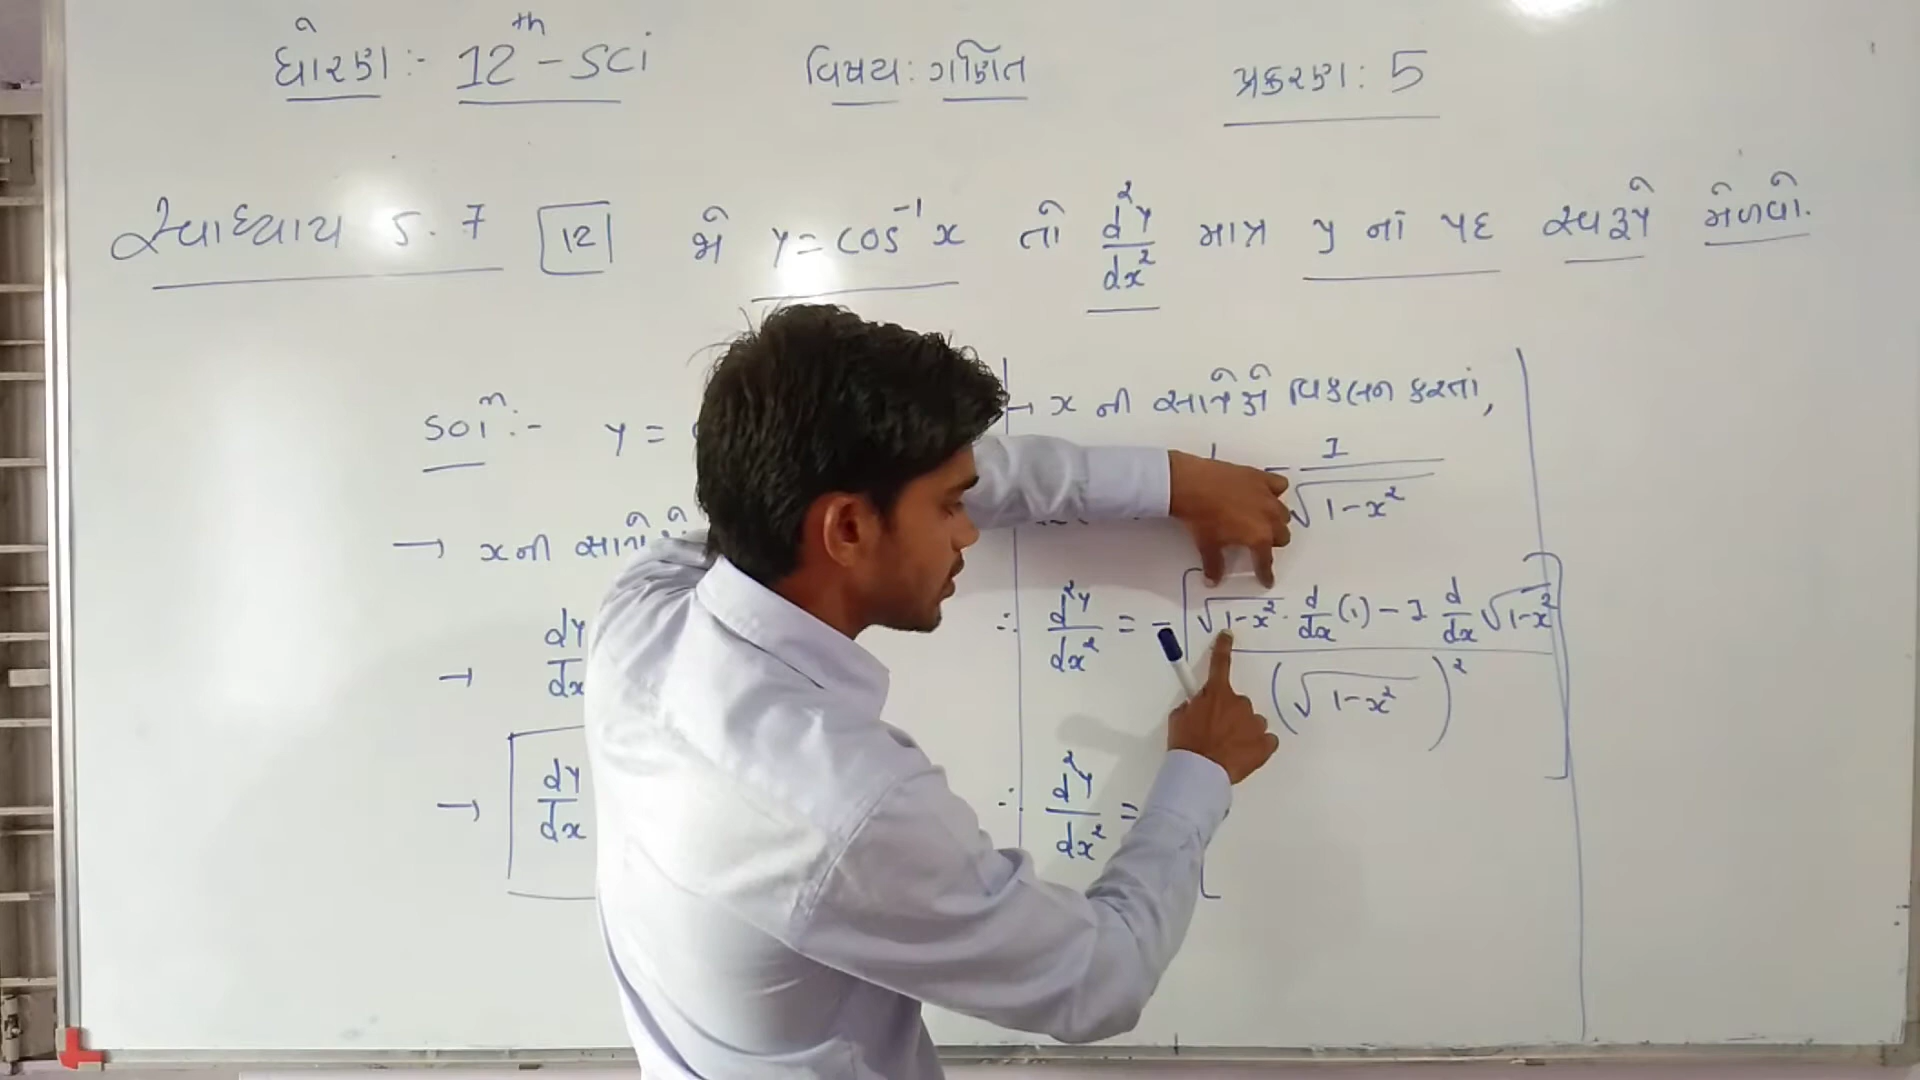 ધોરણ :- 12th - SCi વિષય : ગણિત પ્રકરણ : 5
સ્વાધ્યાય 5.7 12 જો y = cos⁻¹ x તો d²y/dx² માત્ર y નાં પદ સ્વરૂપે મેળવો.
Solⁿ :- y =
→ x ની
→ dy/dx
→ dy/dx
→ x ની સાપેક્ષે વિકલન કરતાં,
- 1/√(1-x²)
∴ d²y/dx² = - [ √(1-x²) · d/dx (1) - 1 d/dx √(1-x²) / (√(1-x²))² ]
∴ d²y/dx² =